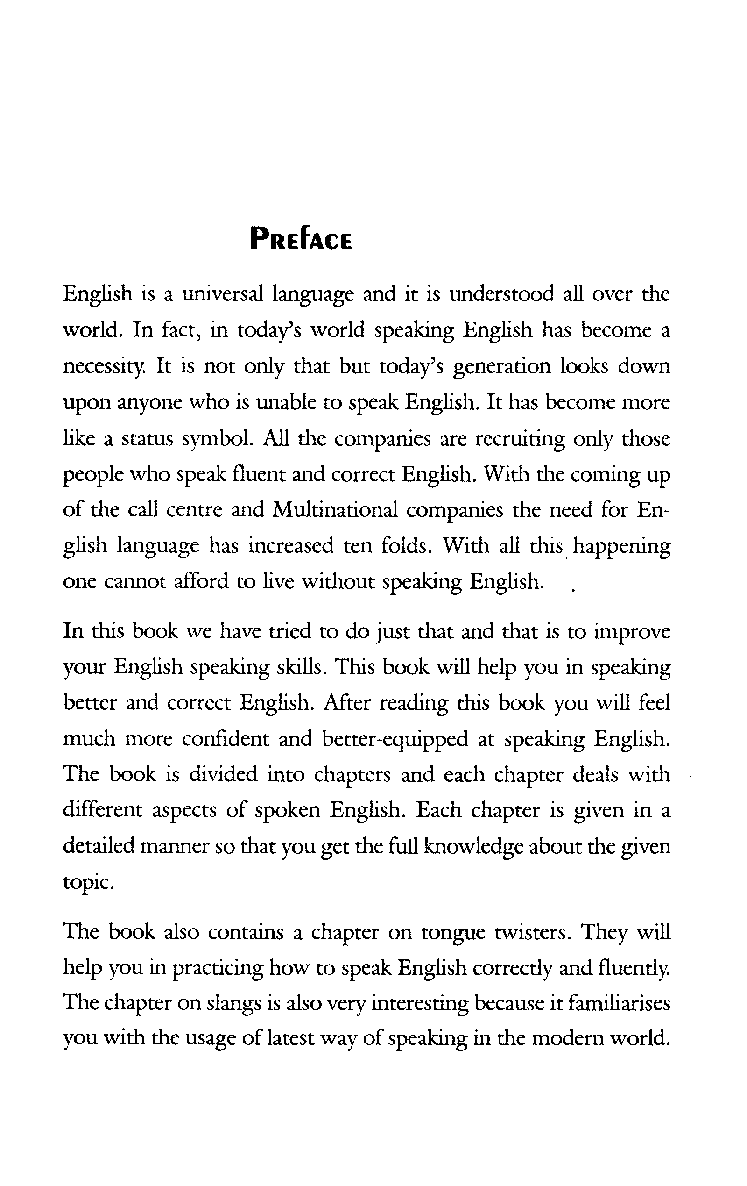 PREfACE
English is a universal language and it is understood all over the
world. In fact, in today's world speaking English has become a
necessity. It is not only that but today's generation looks down
upon anyone who is unable to speak English. It has become more
like a status symbol. All the companies are recruiting only those
people who speak fluent and correct English. With the coming up
of the call centre and Multinational companies the need for En-
glish language has increased ten folds. With all this happening
one cannot afford to live without speaking English.
In this book we have tried to do just that and that is to improve
your English speaking skills. This book will help you in speaking
better and correct English. After reading this book you will feel
much more confident and better-equipped at speaking English.
The book is divided into chapters and each chapter deals with
different aspects of spoken English. Each chapter is given in a
detailed manner so that you get the full knowledge about the given
topic.
The book also contains a chapter on tongue twisters. They will
help you in practicing how to speak English correctly and fluently.
The chapter on slangs is also very interesting because it familiarises
you with the usage of latest way of speaking in the modern world.